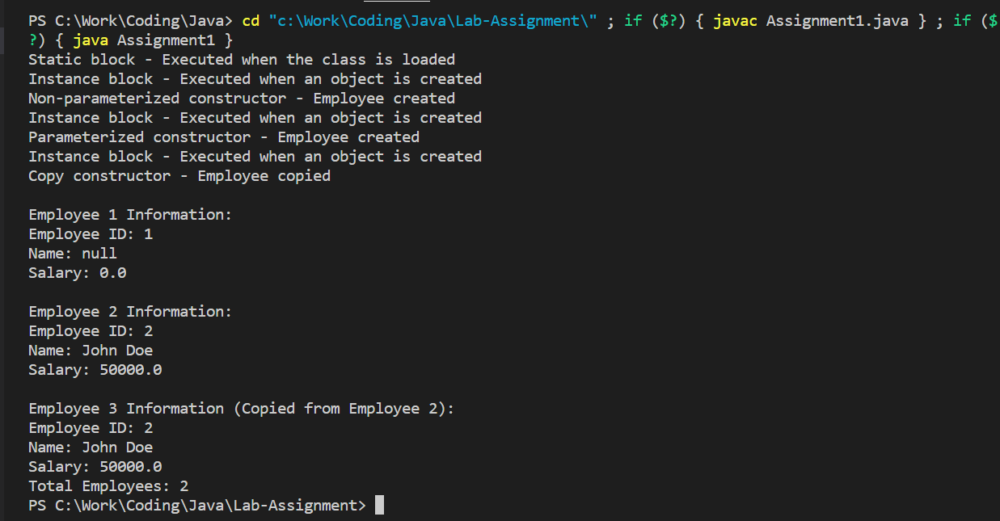 PS C:\Work\Coding\Java> cd "c:\Work\Coding\Java\Lab-Assignment\" ; if ($?) { javac Assignment1.java } ; if ($
?) { java Assignment1 }
Static block - Executed when the class is loaded
Instance block - Executed when an object is created
Non-parameterized constructor - Employee created
Instance block - Executed when an object is created
Parameterized constructor - Employee created
Instance block - Executed when an object is created
Copy constructor - Employee copied

Employee 1 Information:
Employee ID: 1
Name: null
Salary: 0.0

Employee 2 Information:
Employee ID: 2
Name: John Doe
Salary: 50000.0

Employee 3 Information (Copied from Employee 2):
Employee ID: 2
Name: John Doe
Salary: 50000.0
Total Employees: 2
PS C:\Work\Coding\Java\Lab-Assignment>